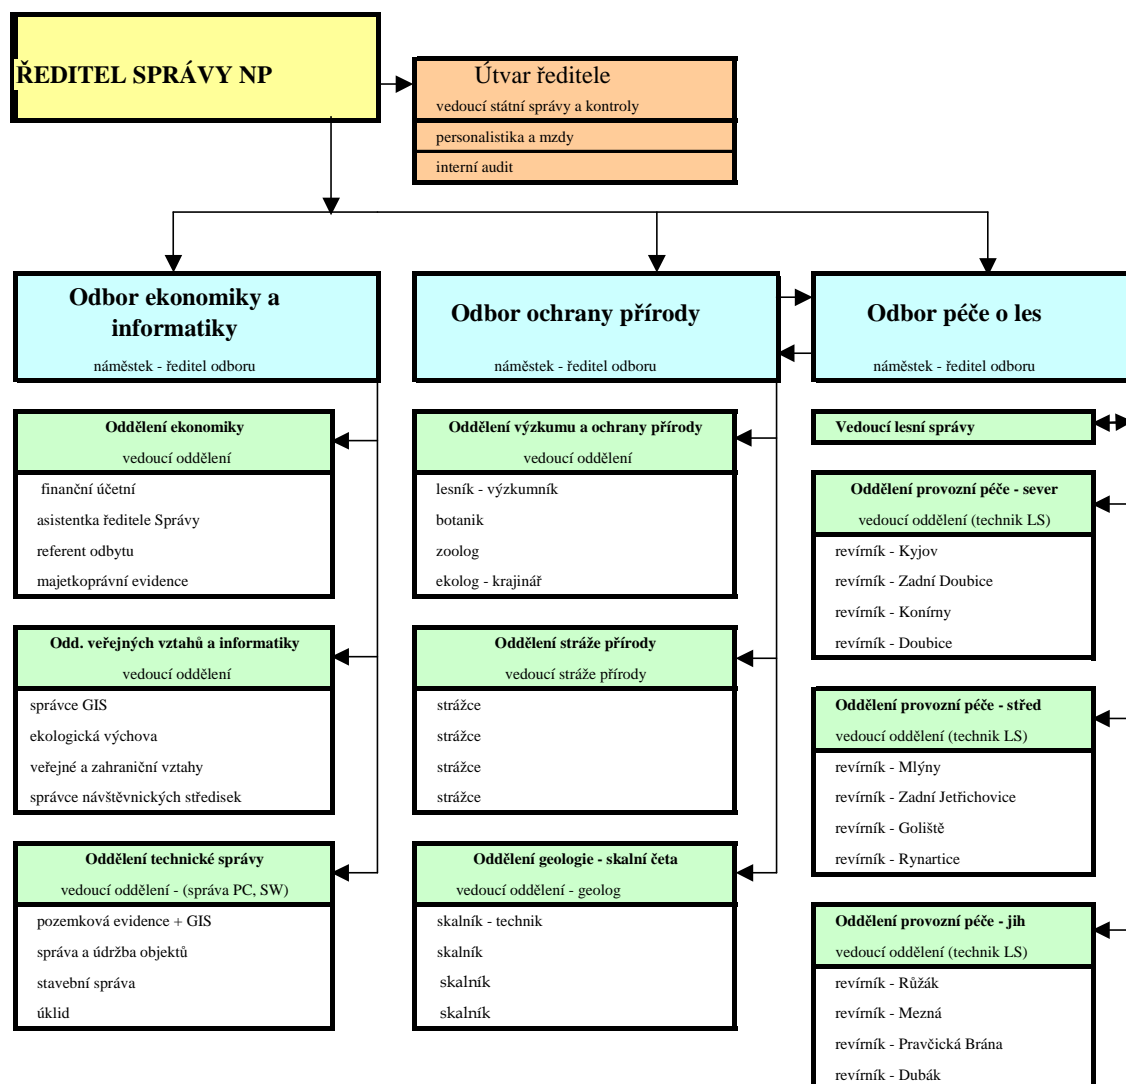 ŘEDITEL SPRÁVY NP
Útvar ředitele
vedoucí státní správy a kontroly
personalistika a mzdy
interní audit
Odbor ekonomiky a
informatiky
náměstek - ředitel odboru
Oddělení ekonomiky
vedoucí oddělení
finanční účetní
asistentka ředitele Správy
referent odbytu
majetkoprávní evidence
Odd. veřejných vztahů a informatiky
vedoucí oddělení
správce GIS
ekologická výchova
veřejné a zahraniční vztahy
správce návštěvnických středisek
Oddělení technické správy
vedoucí oddělení - (správa PC, SW)
pozemková evidence + GIS
správa a údržba objektů
stavební správa
úklid
Odbor ochrany přírody
náměstek - ředitel odboru
Oddělení výzkumu a ochrany přírody
vedoucí oddělení
lesník - výzkumník
botanik
zoolog
ekolog - krajinář
Oddělení stráže přírody
vedoucí stráže přírody
strážce
strážce
strážce
strážce
Oddělení geologie - skalní četa
vedoucí oddělení - geolog
skalník - technik
skalník
skalník
skalník
Odbor péče o les
náměstek - ředitel odboru
Vedoucí lesní správy
Oddělení provozní péče - sever
vedoucí oddělení (technik LS)
revírník - Kyjov
revírník - Zadní Doubice
revírník - Konírny
revírník - Doubice
Oddělení provozní péče - střed
vedoucí oddělení (technik LS)
revírník - Mlýny
revírník - Zadní Jetřichovice
revírník - Goliště
revírník - Rynartice
Oddělení provozní péče - jih
vedoucí oddělení (technik LS)
revírník - Růžák
revírník - Mezná
revírník - Pravčická Brána
revírník - Dubák